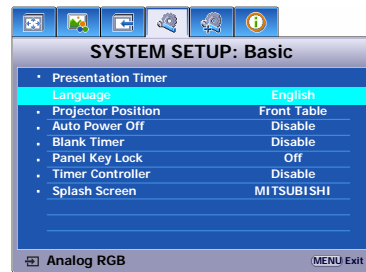 SYSTEM SETUP: Basic
Presentation Timer
Language English
Projector Position Front Table
Auto Power Off Disable
Blank Timer Disable
Panel Key Lock Off
Timer Controller Disable
Splash Screen MITSUBISHI
Analog RGB MENU Exit